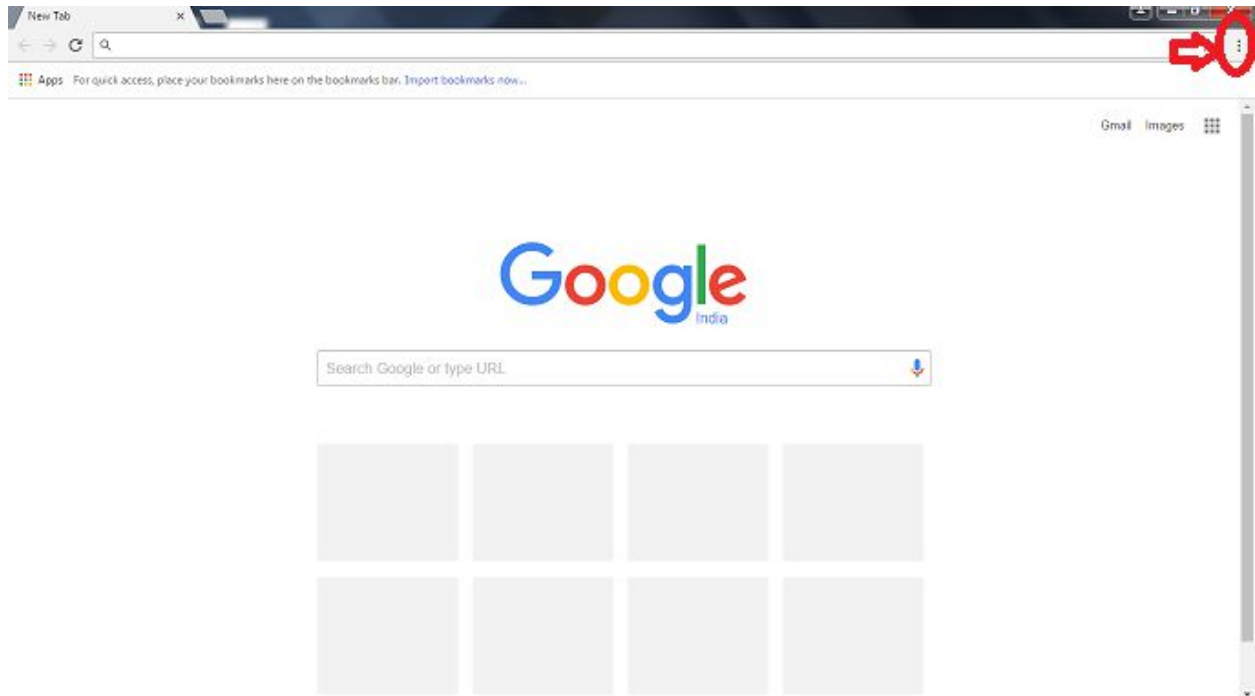 New Tab
Apps For quick access, place your bookmarks here on the bookmarks bar. Import bookmarks now...
Gmail Images
Google
India
Search Google or type URL